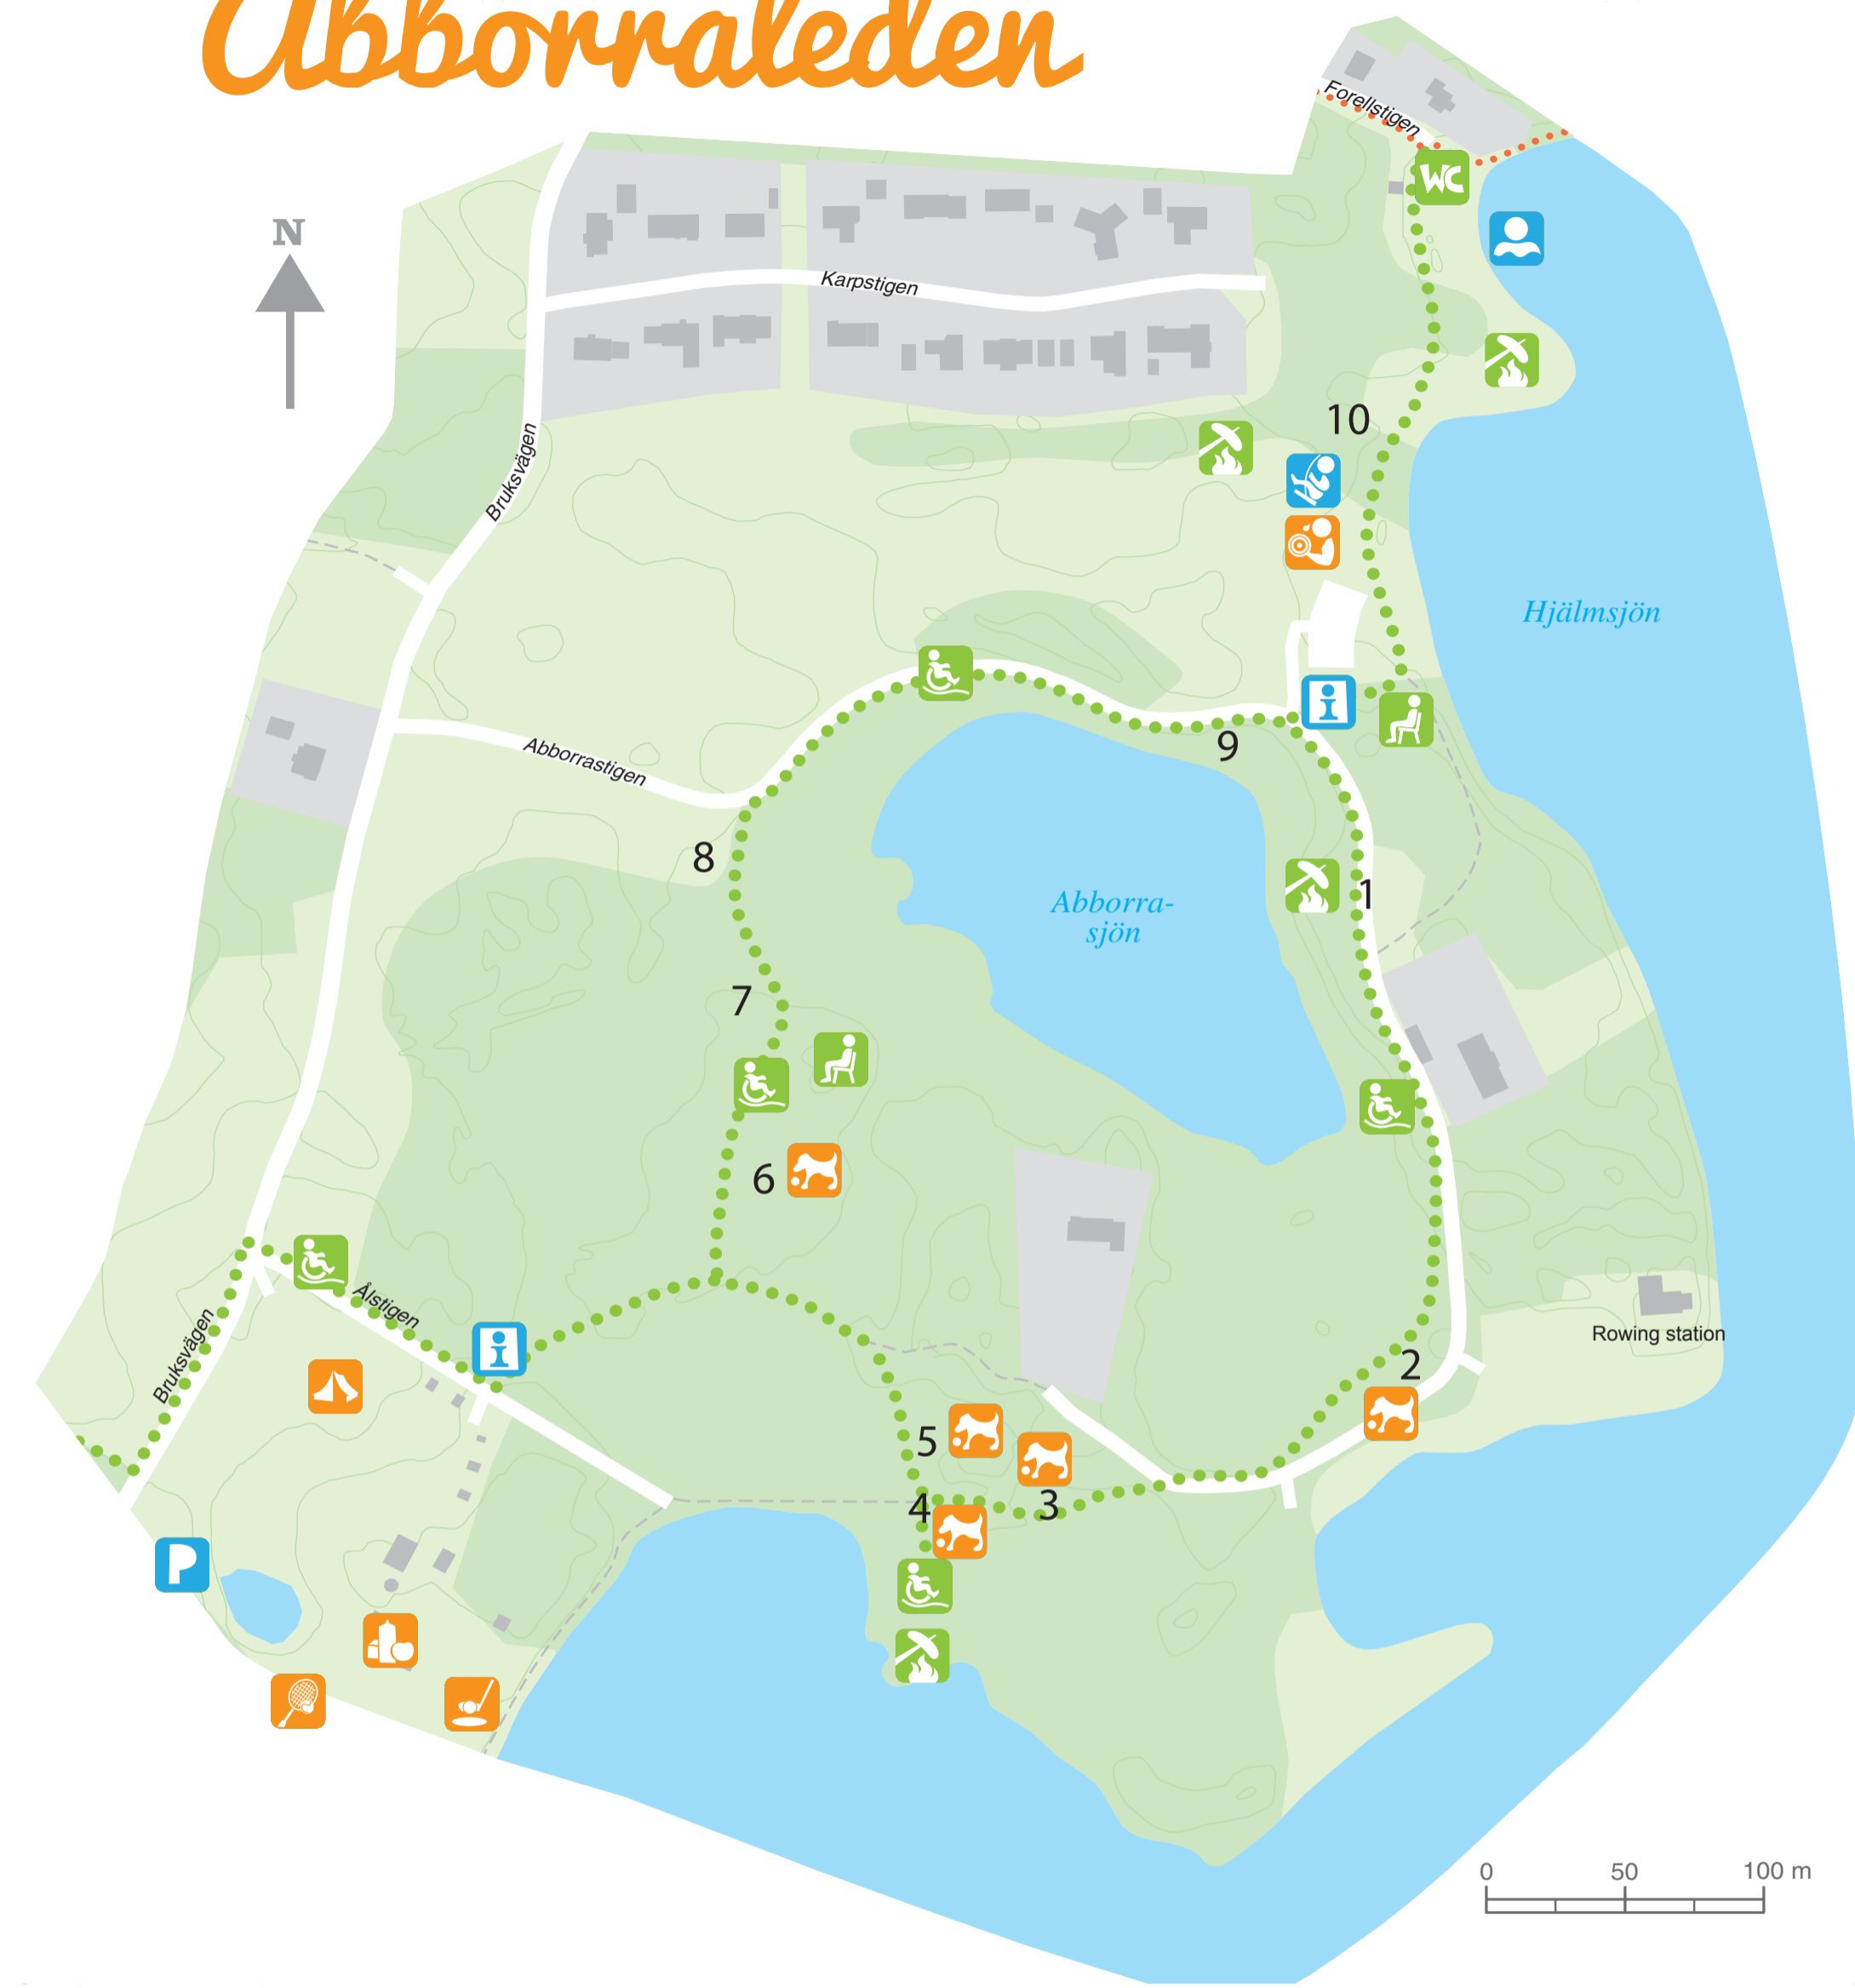 Abborraleden
Forellstigen
WC
N
Karpstigen
Bruksvägen
10
Hjälmsjön
i
Abborrastigen
9
8
Abborra-
sjön
1
7
6
Ålstigen
Bruksvägen
i
Rowing station
2
5
4
3
P
0 50 100 m